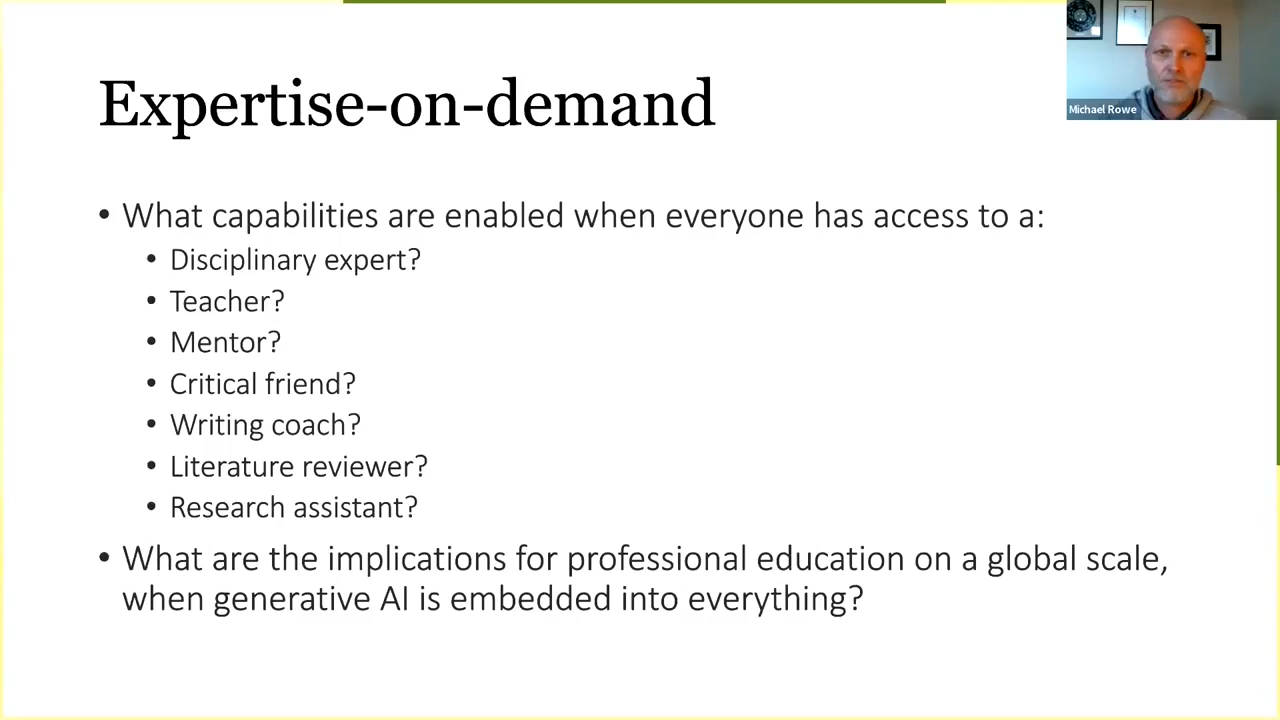 Expertise-on-demand
• What capabilities are enabled when everyone has access to a:
• Disciplinary expert?
• Teacher?
• Mentor?
• Critical friend?
• Writing coach?
• Literature reviewer?
• Research assistant?
• What are the implications for professional education on a global scale,
when generative AI is embedded into everything?
Michael Rowe